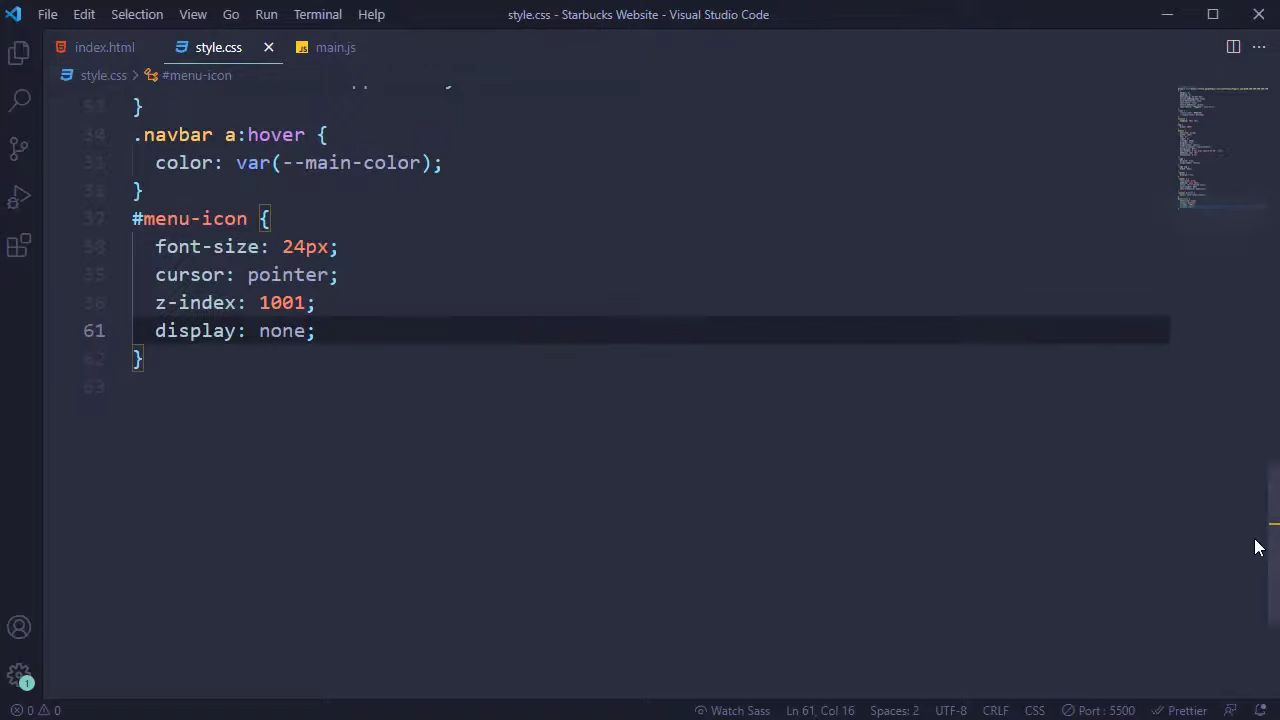 File Edit Selection View Go Run Terminal Help
style.css - Starbucks Website - Visual Studio Code
index.html style.css main.js
style.css > #menu-icon
}
.navbar a:hover {
color: var(--main-color);
}
#menu-icon {
font-size: 24px;
cursor: pointer;
z-index: 1001;
61 display: none;
62 }
63
1
0 0 Watch Sass Ln 61, Col 16 Spaces: 2 UTF-8 CRLF CSS Port : 5500 Prettier